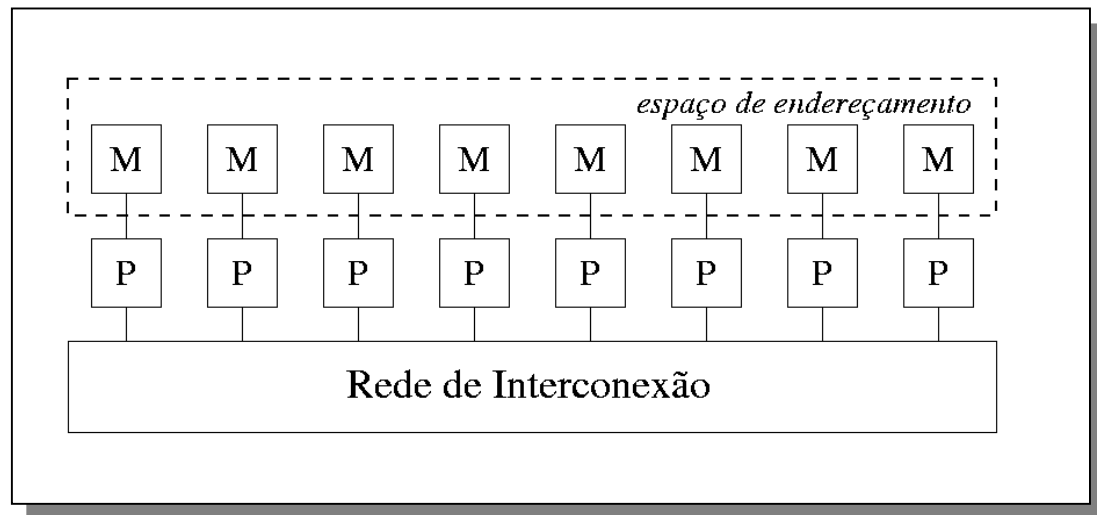 espaço de endereçamento
M M M M M M M M
P P P P P P P P
Rede de Interconexão